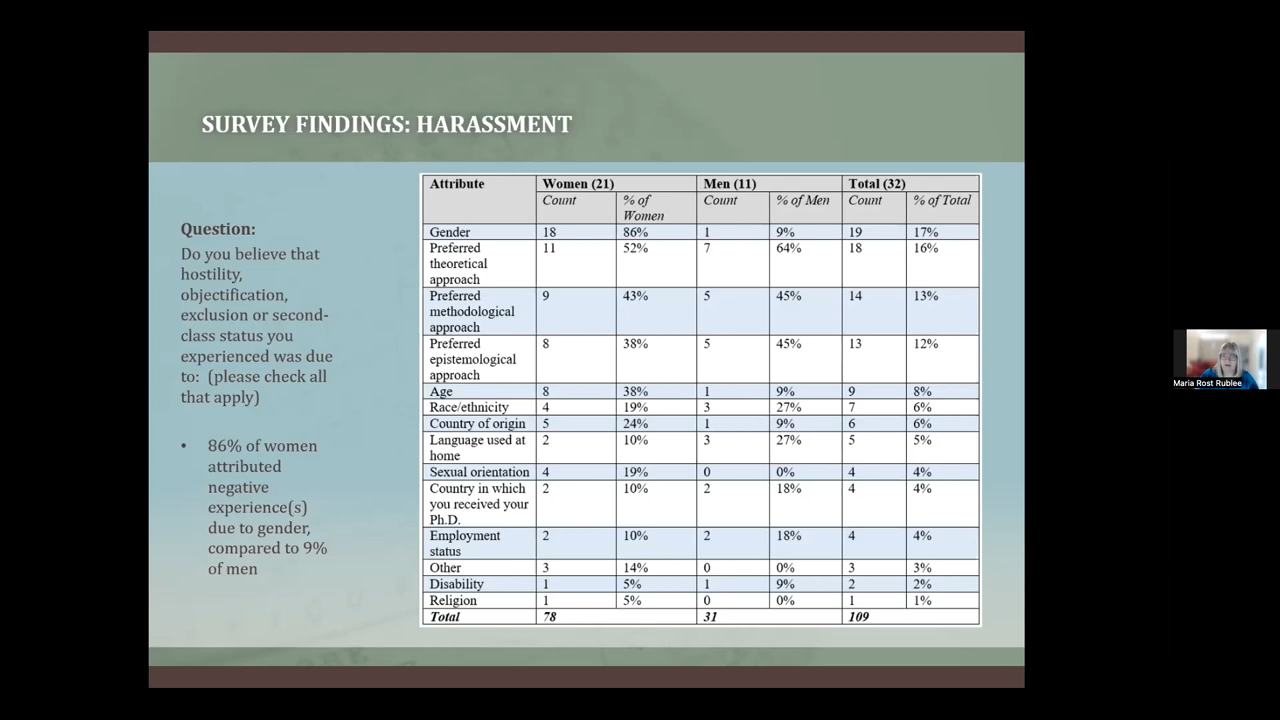 SURVEY FINDINGS: HARASSMENT
Question:
Do you believe that
hostility,
objectification,
exclusion or second-
class status you
experienced was due
to: (please check all
that apply)
• 86% of women
attributed
negative
experience(s)
due to gender,
compared to 9%
of men
Attribute Women (21) Men (11) Total (32)
Count % of Women Count % of Men Count % of Total
Gender 18 86% 1 9% 19 17%
Preferred theoretical approach 11 52% 7 64% 18 16%
Preferred methodological approach 9 43% 5 45% 14 13%
Preferred epistemological approach 8 38% 5 45% 13 12%
Age 8 38% 1 9% 9 8%
Race/ethnicity 4 19% 3 27% 7 6%
Country of origin 5 24% 1 9% 6 6%
Language used at home 2 10% 3 27% 5 5%
Sexual orientation 4 19% 0 0% 4 4%
Country in which you received your Ph.D. 2 10% 2 18% 4 4%
Employment status 2 10% 2 18% 4 4%
Other 3 14% 0 0% 3 3%
Disability 1 5% 1 9% 2 2%
Religion 1 5% 0 0% 1 1%
Total 78 31 109
Maria Rost Rublee